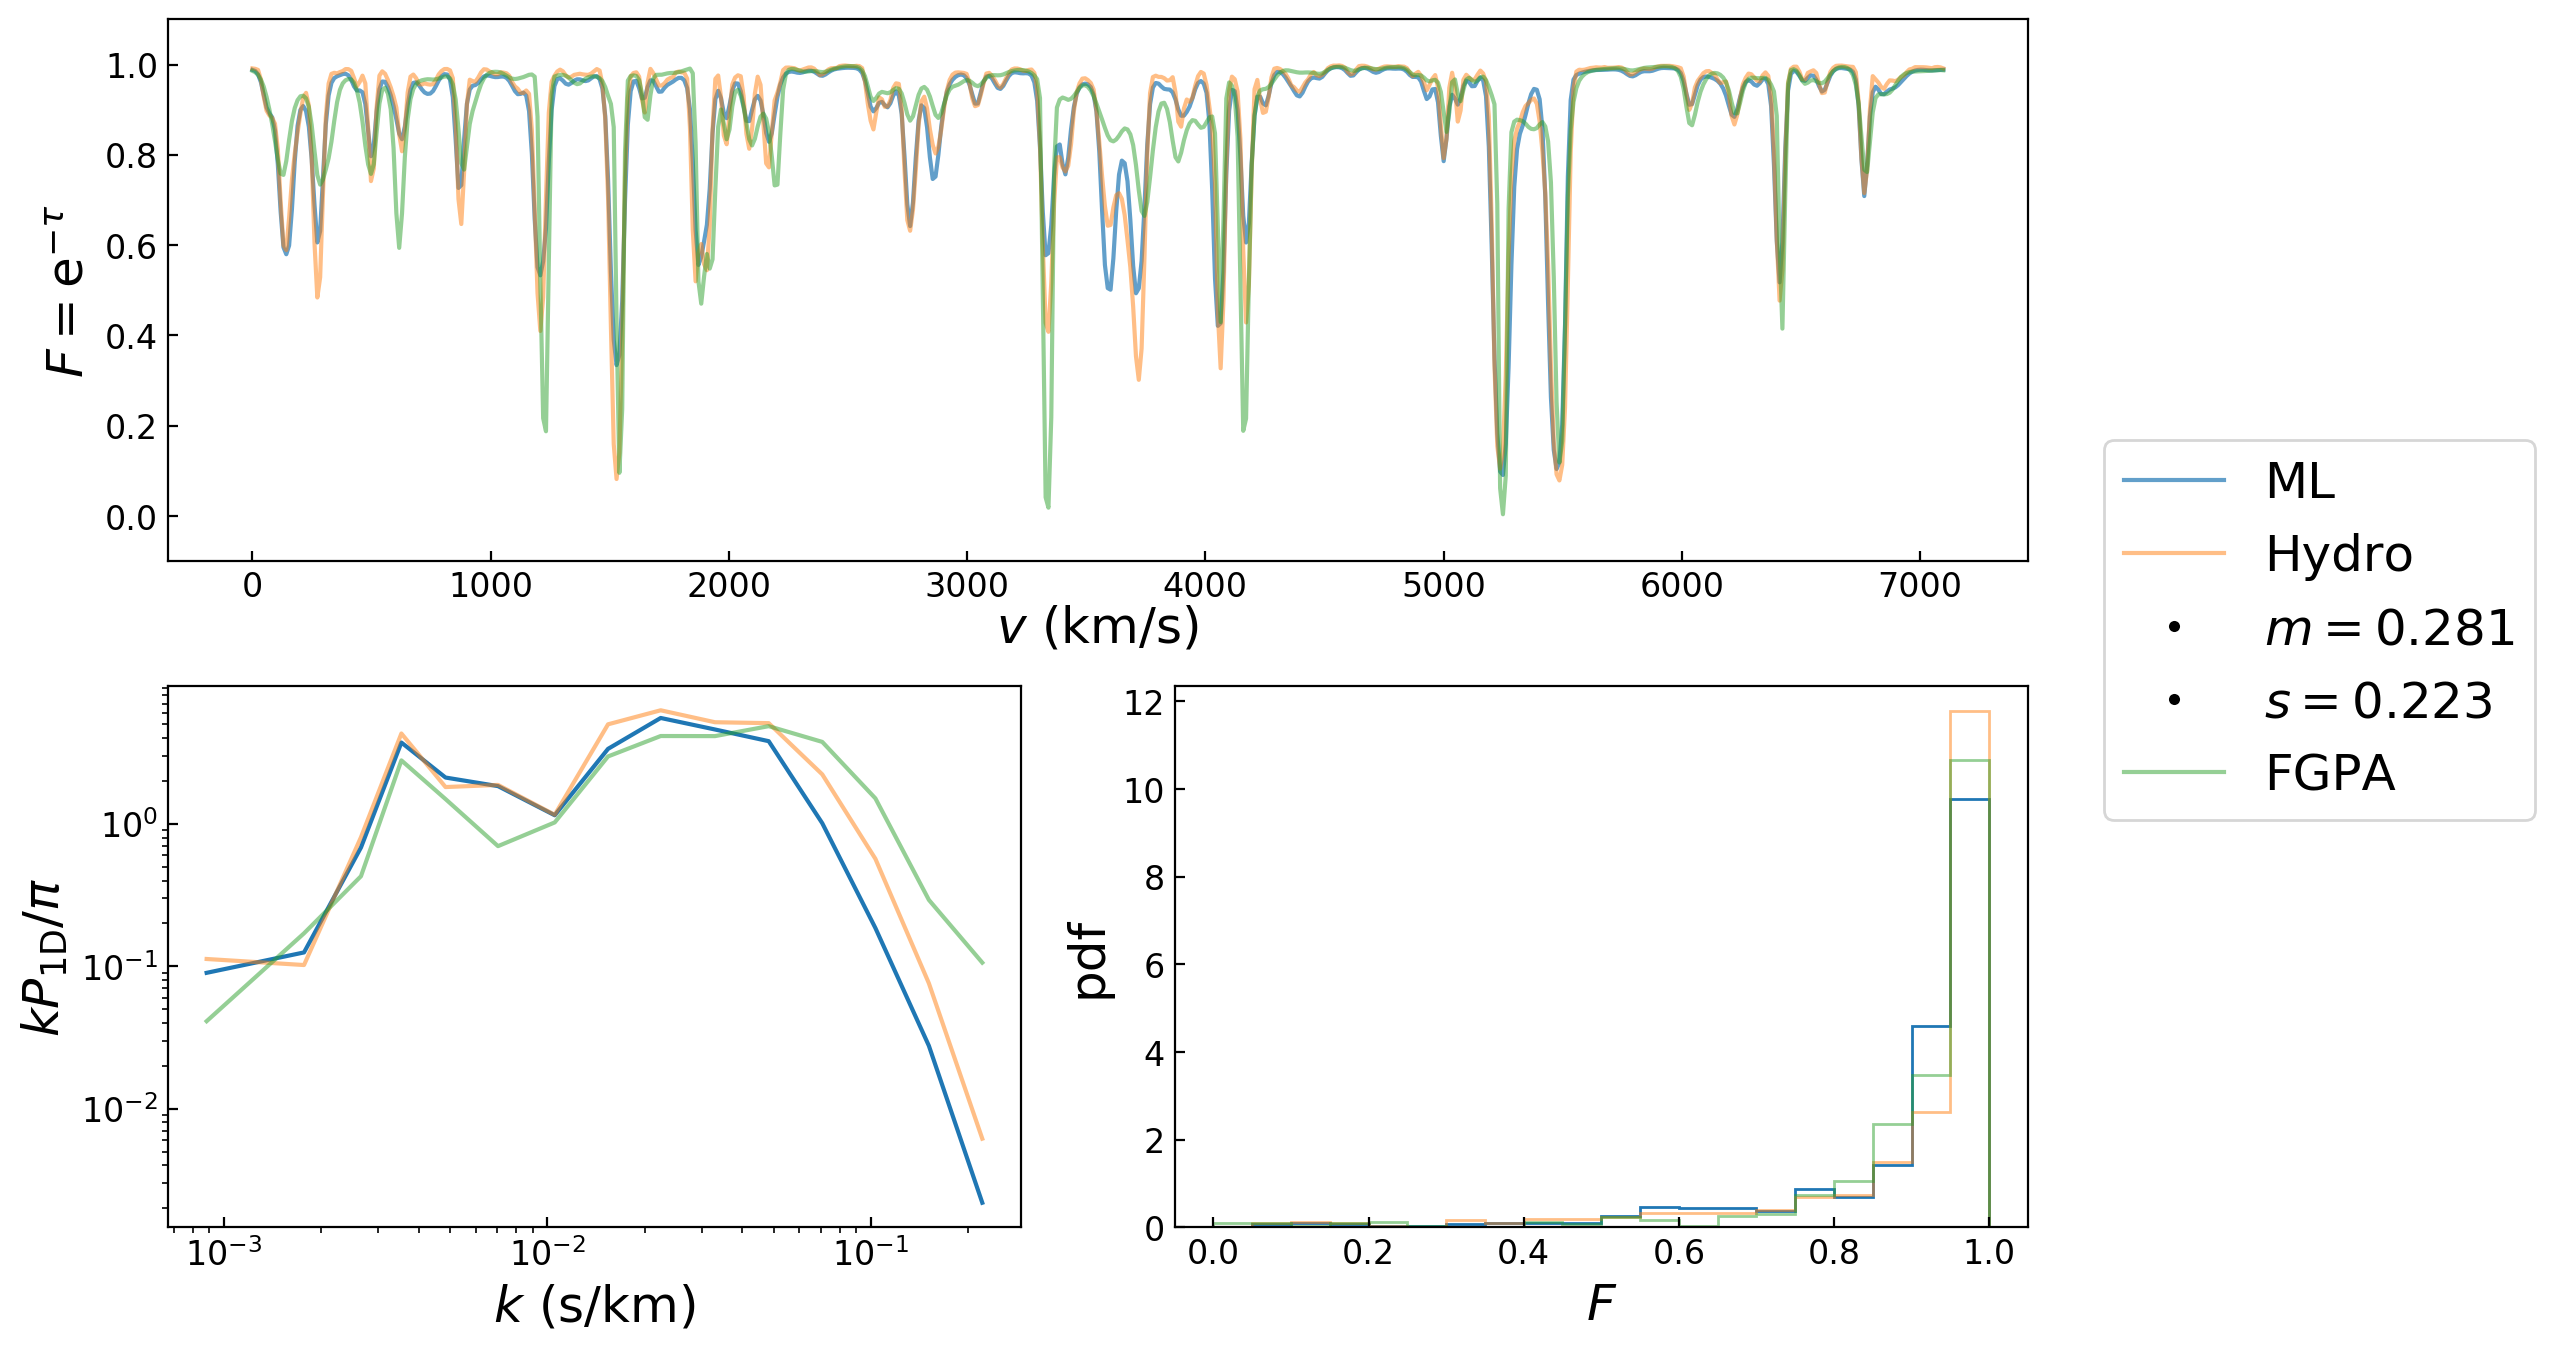 1.0
0.8
0.6
0.4
0.2
0.0
F = e^{-τ}
0 1000 2000 3000 4000 5000 6000 7000
v (km/s)
ML
Hydro
m = 0.281
s = 0.223
FGPA
10^0
10^{-1}
10^{-2}
kP_{1D}/π
10^{-3} 10^{-2} 10^{-1}
k (s/km)
12
10
8
6
4
2
0
pdf
0.0 0.2 0.4 0.6 0.8 1.0
F